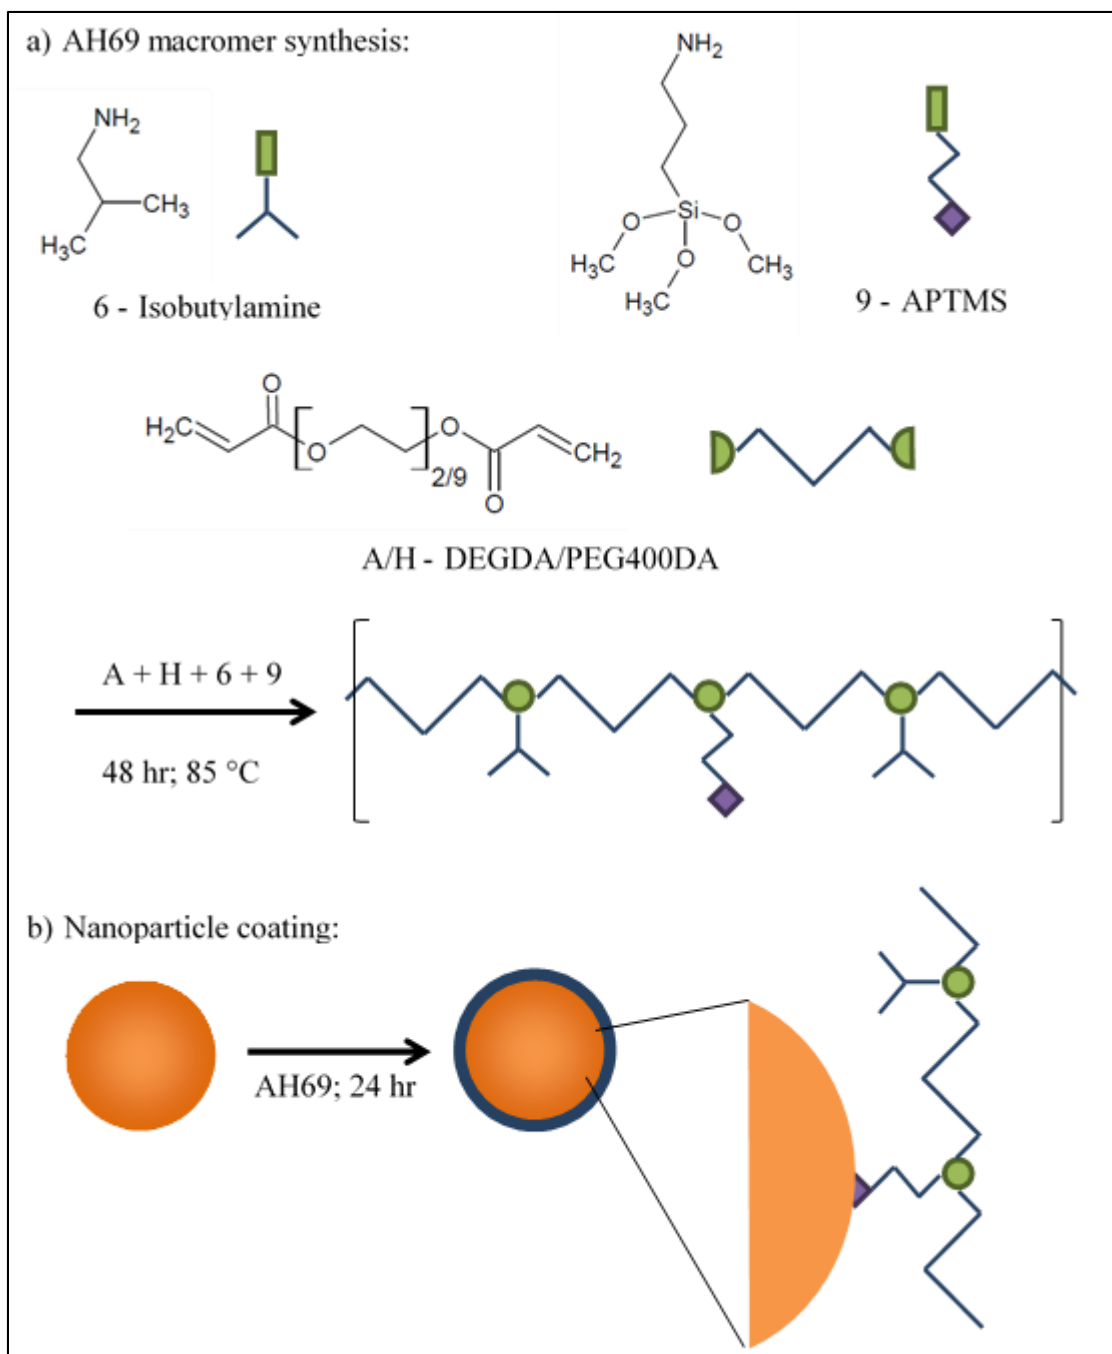 a) AH69 macromer synthesis:
NH2
CH3
H3C
6 - Isobutylamine
NH2
Si
O
O
O
H3C
H3C
CH3
9 - APTMS
O
H2C
O
O
2/9
CH2
O
A/H - DEGDA/PEG400DA
A + H + 6 + 9
48 hr; 85 °C
b) Nanoparticle coating:
AH69; 24 hr